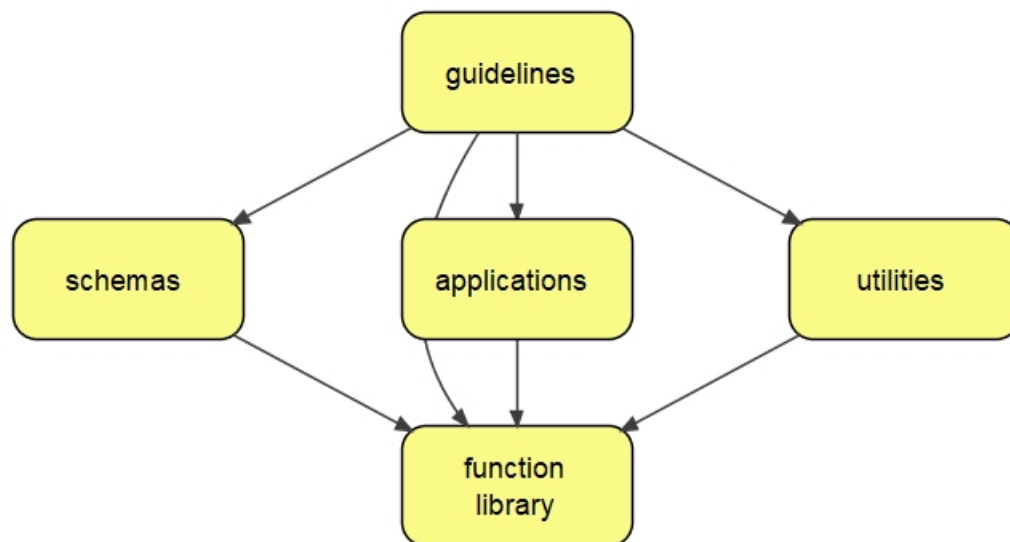 guidelines
schemas
applications
utilities
function
library